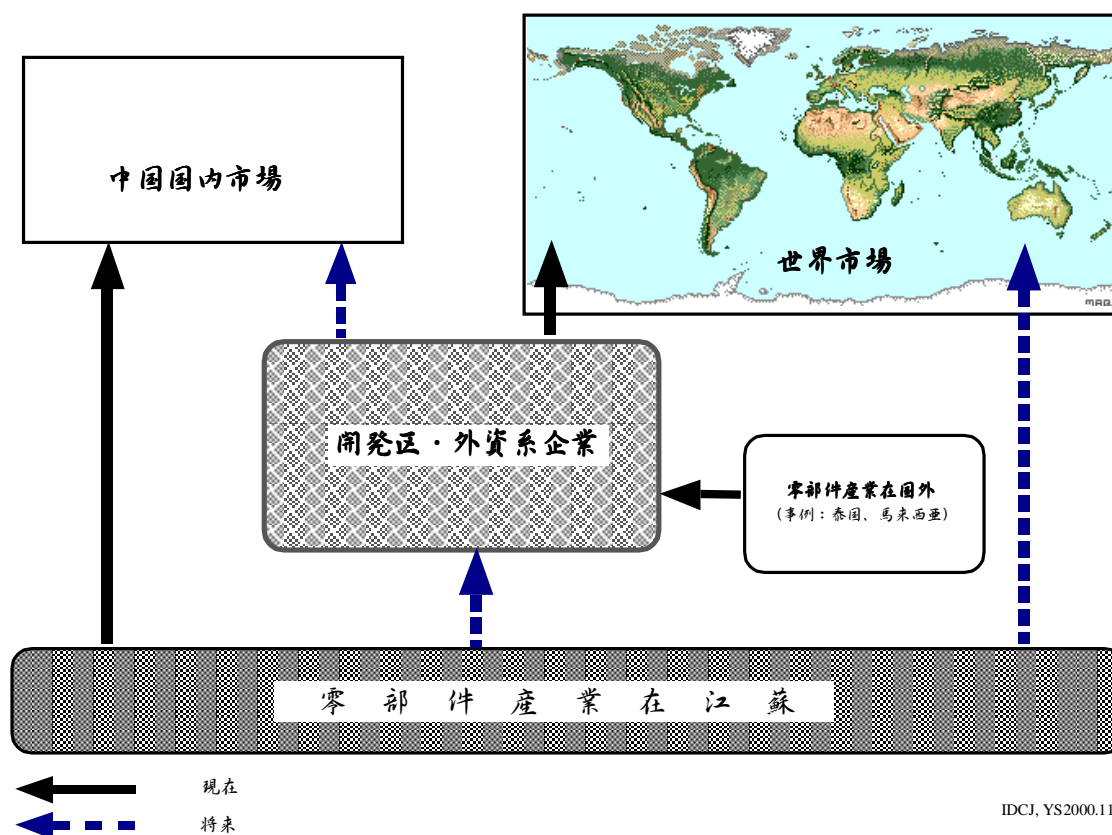 中国国内市場
世界市場
開発区・外資系企業
零部件産業在国外
(事例：泰国、馬来西亜)
零部件産業在江蘇
現在
将来
IDCJ, YS2000.11